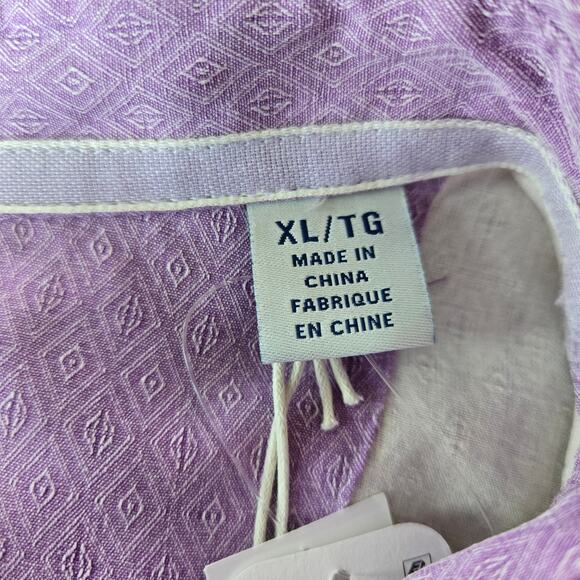 XL/TG
MADE IN
CHINA
FABRIQUE
EN CHINE